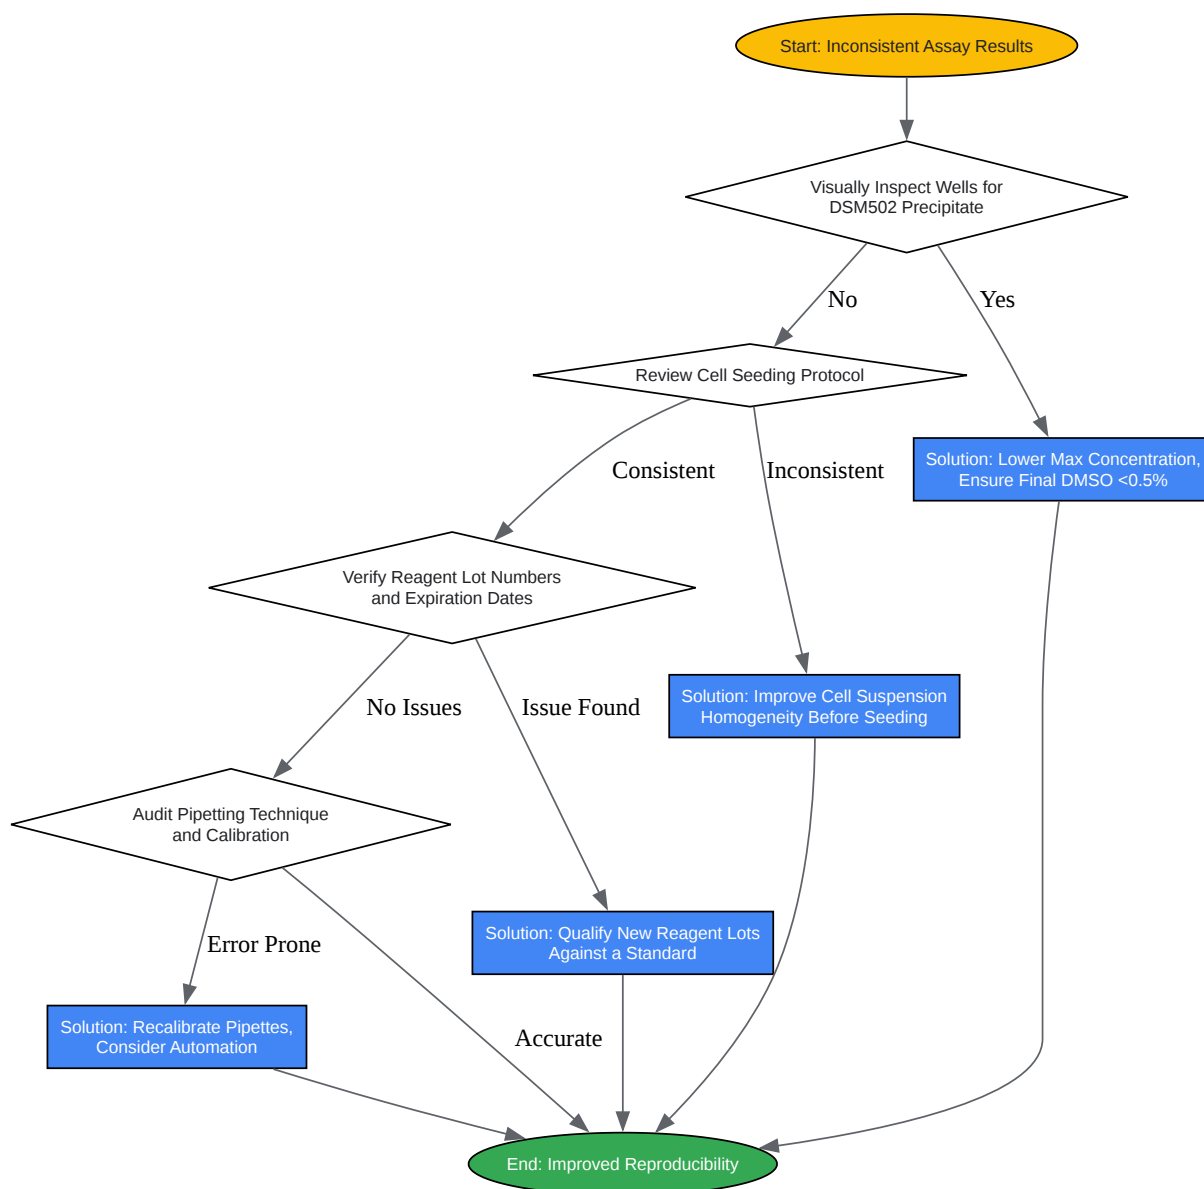 Start: Inconsistent Assay Results
Visually Inspect Wells for
DSM502 Precipitate
No
Yes
Review Cell Seeding Protocol
Solution: Lower Max Concentration,
Ensure Final DMSO <0.5%
Consistent
Inconsistent
Verify Reagent Lot Numbers
and Expiration Dates
Solution: Improve Cell Suspension
Homogeneity Before Seeding
No Issues
Issue Found
Audit Pipetting Technique
and Calibration
Solution: Qualify New Reagent Lots
Against a Standard
Error Prone
Solution: Recalibrate Pipettes,
Consider Automation
Accurate
End: Improved Reproducibility